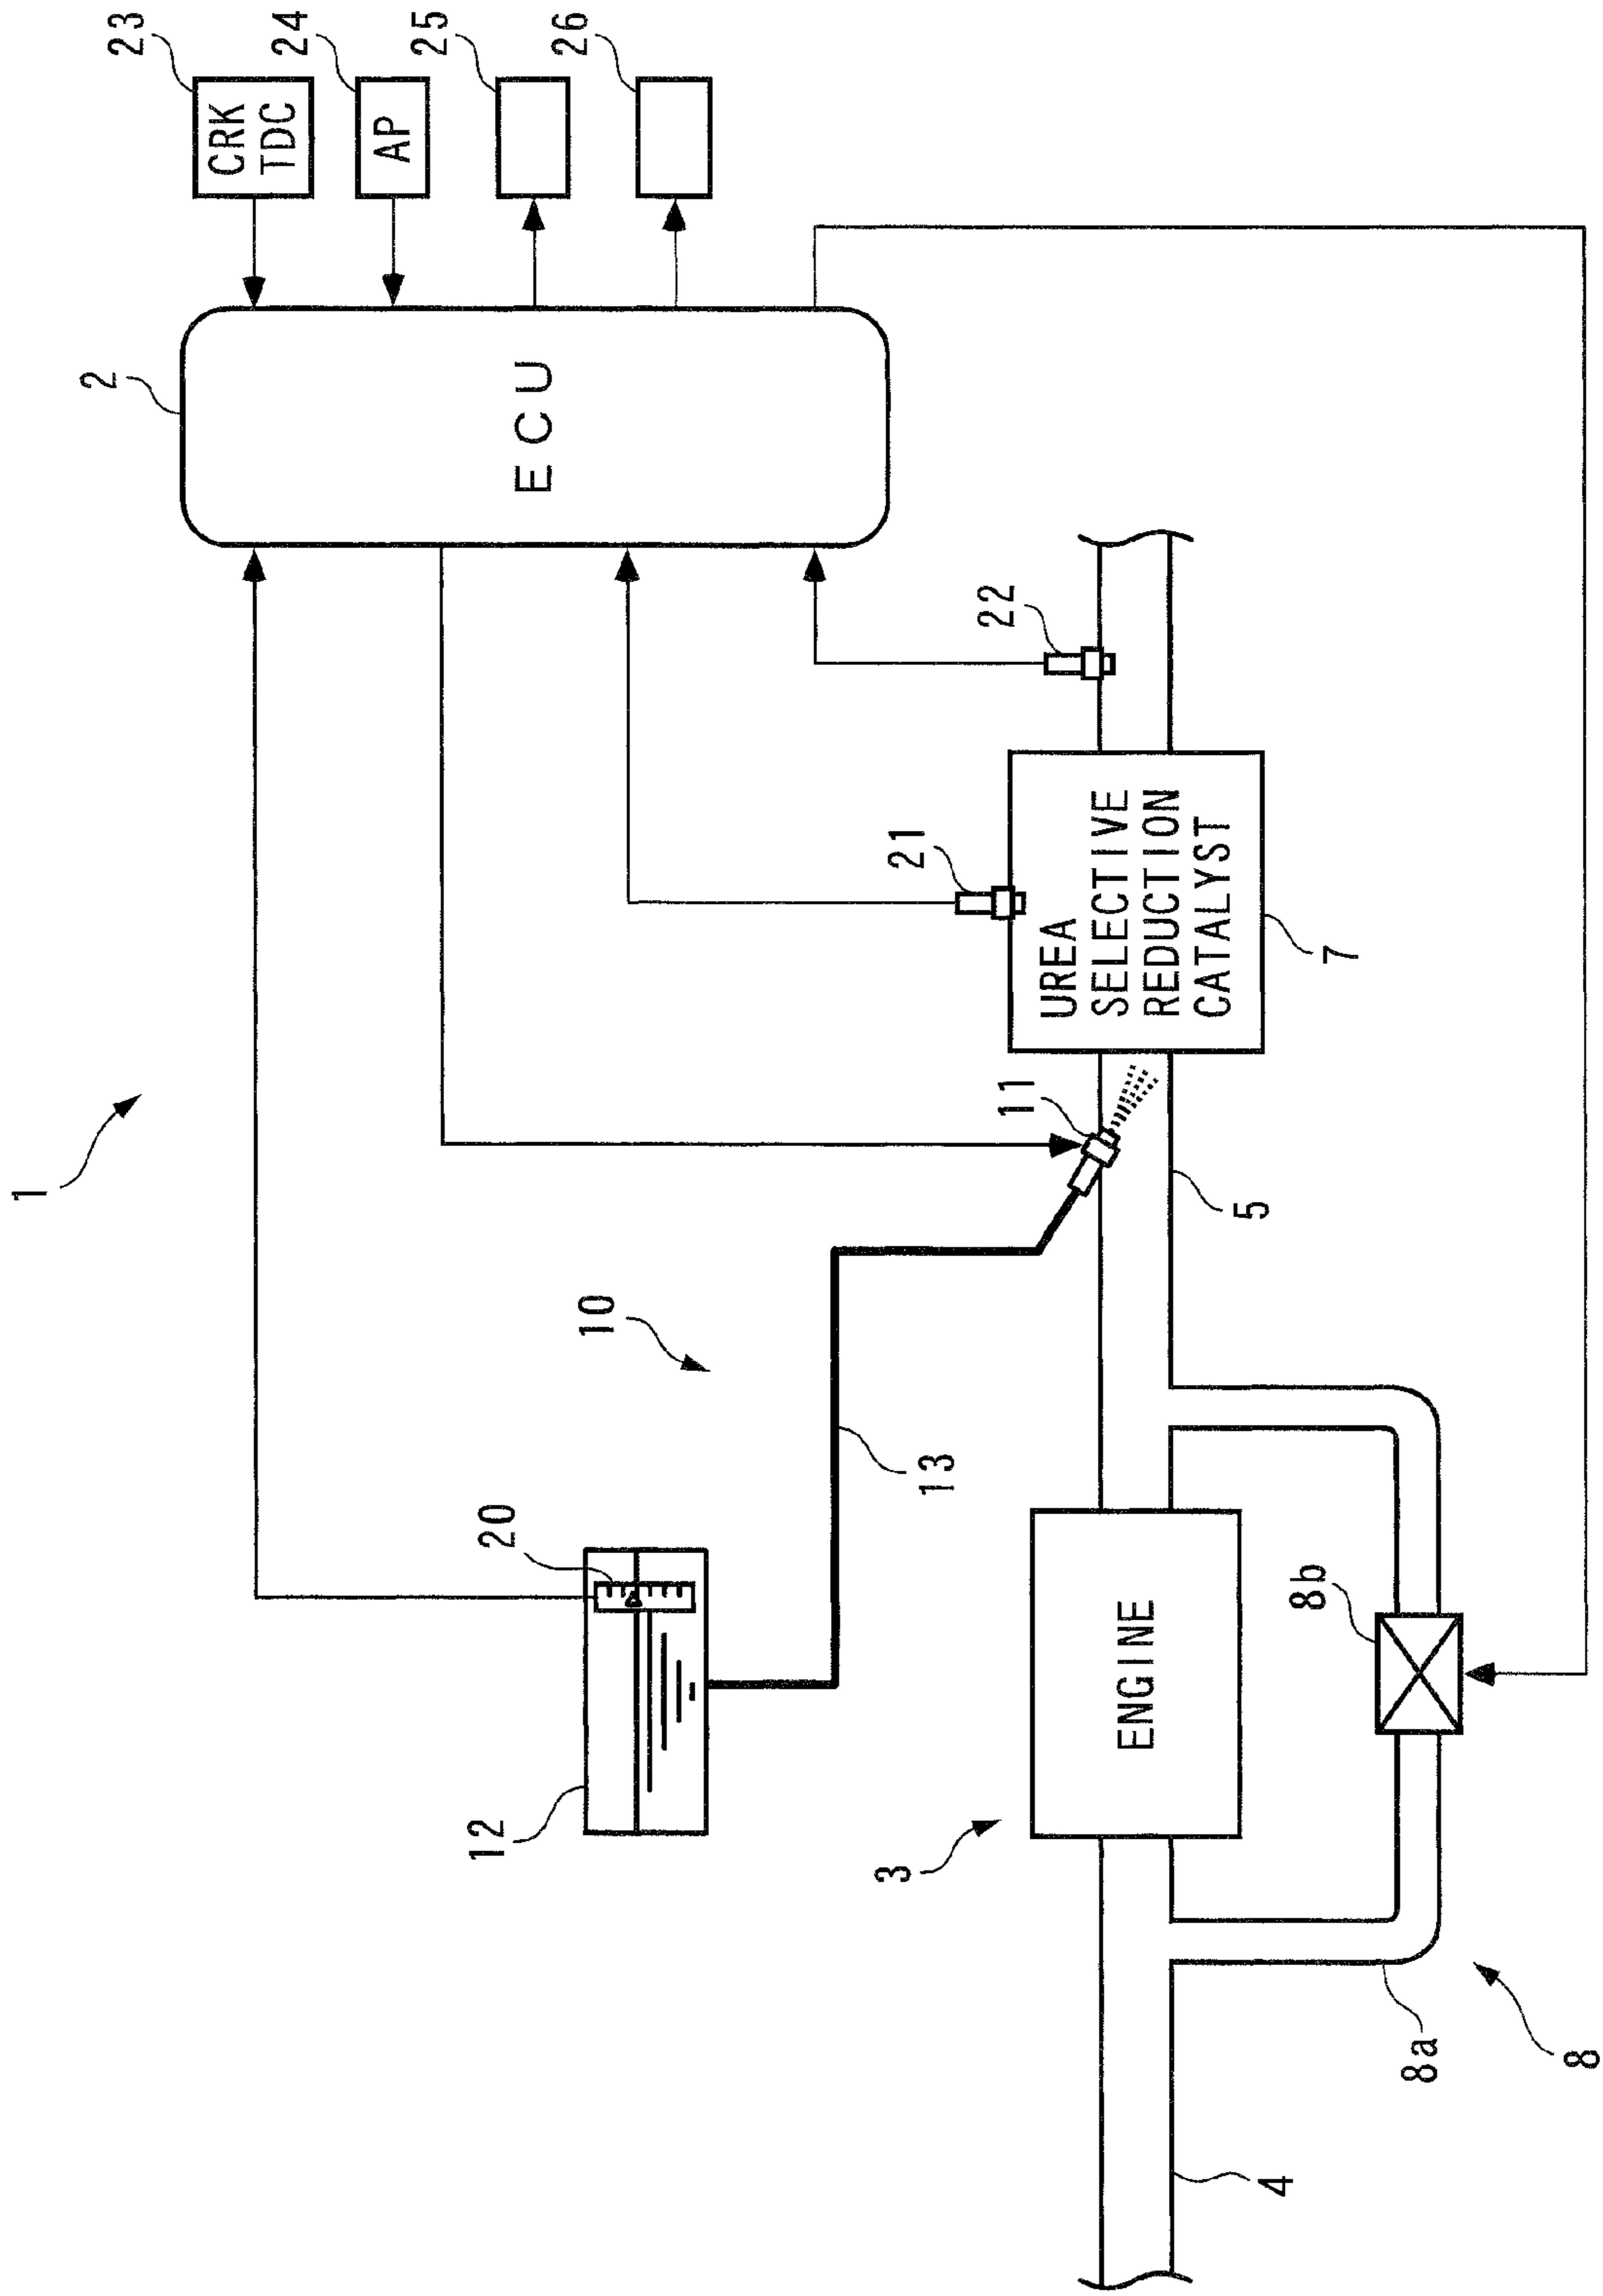 1
2
ECU
23
CRK
TDC
24
AP
25
26
20
12
10
13
11
21
22
UREA
SELECTIVE
REDUCTION
CATALYST
7
5
3
ENGINE
8b
8a
8
4